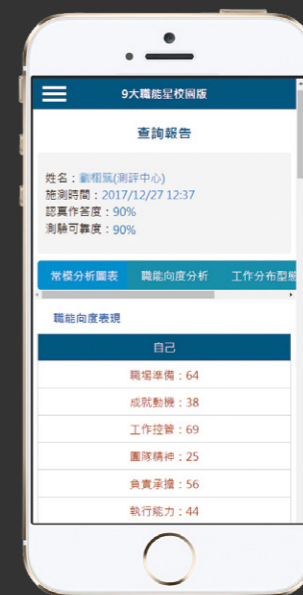 9大職能星校園版
查詢報告
姓名：劉栩筑(測評中心)
施測時間：2017/12/27 12:37
認真作答度：90%
測驗可靠度：90%
常模分析圖表 職能向度分析 工作分布型態
職能向度表現
自己
職場準備：64
成就動機：38
工作控管：69
團隊精神：25
負責承擔：56
執行能力：44